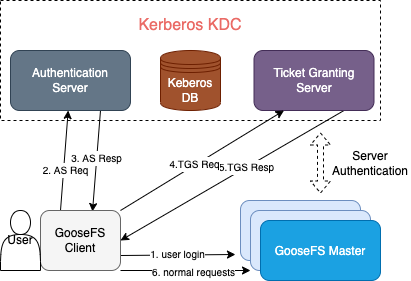 Kerberos KDC
Authentication
Server
Keberos
DB
Ticket Granting
Server
3. AS Resp
2. AS Req
4.TGS Req
5.TGS Resp
Server
Authentication
User
GooseFS
Client
1. user login
GooseFS Master
6. normal requests